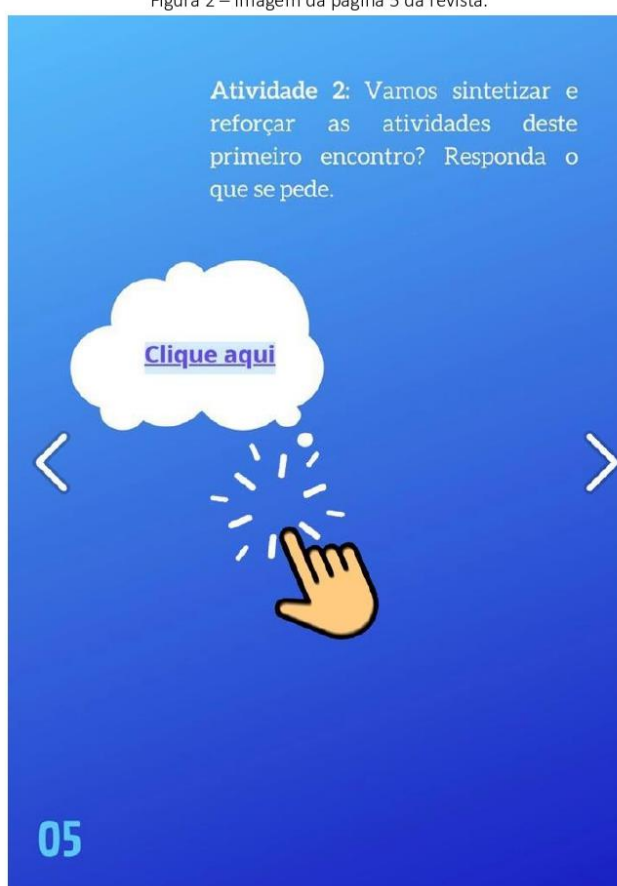 Figura 2 – Imagem da página 5 da revista.
Atividade 2: Vamos sintetizar e
reforçar as atividades deste
primeiro encontro? Responda o
que se pede.
Clique aqui
05